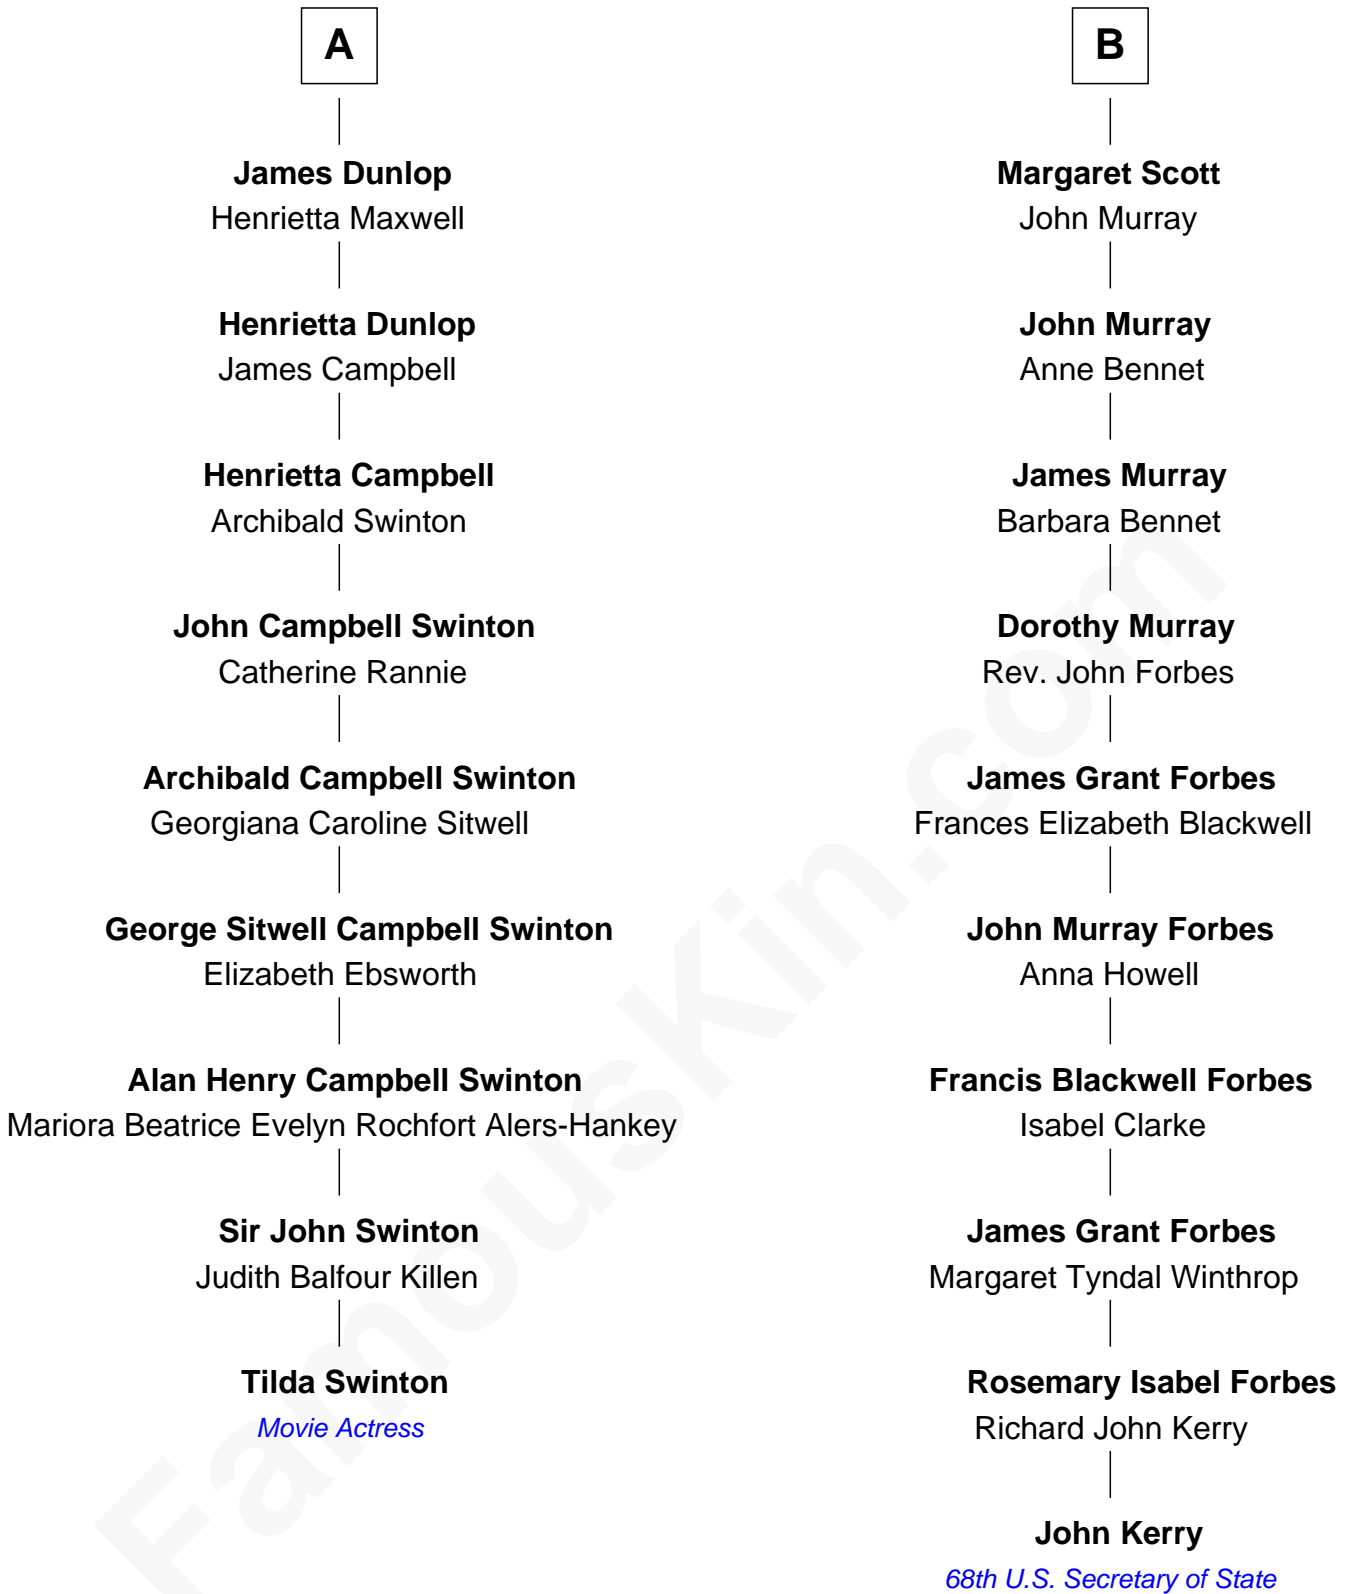 A
James Dunlop
Henrietta Maxwell
Henrietta Dunlop
James Campbell
Henrietta Campbell
Archibald Swinton
John Campbell Swinton
Catherine Rannie
Archibald Campbell Swinton
Georgiana Caroline Sitwell
George Sitwell Campbell Swinton
Elizabeth Ebsworth
Alan Henry Campbell Swinton
Mariora Beatrice Evelyn Rochfort Alers-Hankey
Sir John Swinton
Judith Balfour Killen
Tilda Swinton
Movie Actress
B
Margaret Scott
John Murray
John Murray
Anne Bennet
James Murray
Barbara Bennet
Dorothy Murray
Rev. John Forbes
James Grant Forbes
Frances Elizabeth Blackwell
John Murray Forbes
Anna Howell
Francis Blackwell Forbes
Isabel Clarke
James Grant Forbes
Margaret Tyndal Winthrop
Rosemary Isabel Forbes
Richard John Kerry
John Kerry
68th U.S. Secretary of State
FamousKin.com